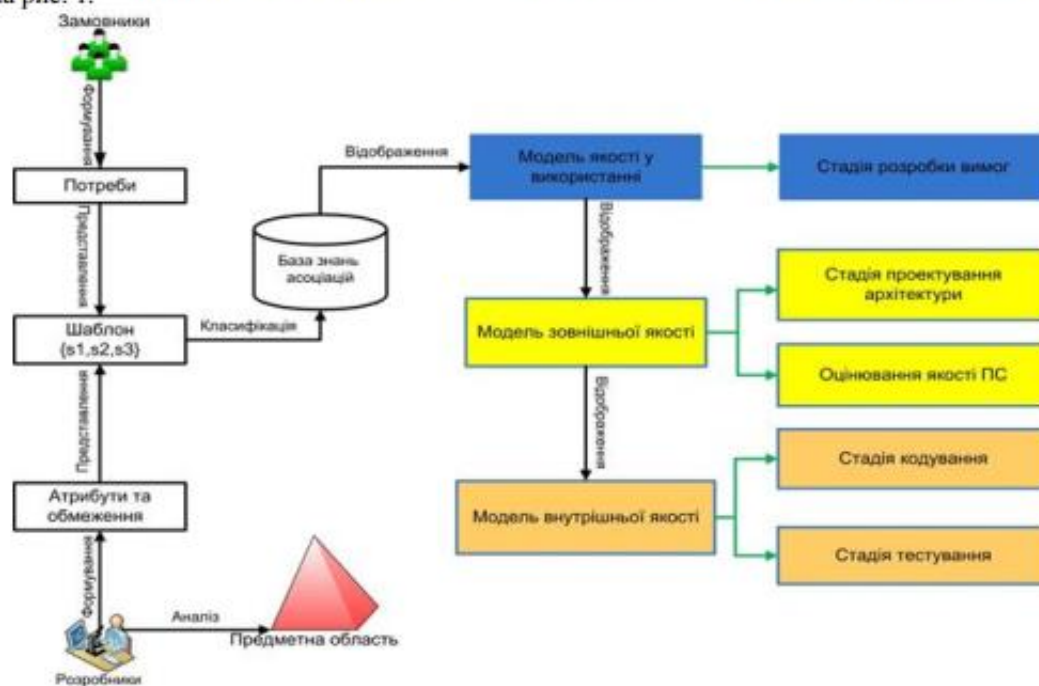 на рис. 1.
Замовники
Формування
Потреби
Представлення
Шаблон
{s1,s2,s3}
Класифікація
База знань
асоціацій
Відображення
Модель якості у
використанні
Стадія розробки вимог
Відображення
Модель зовнішньої якості
Стадія проектування
архітектури
Оцінювання якості ПС
Відображення
Модель внутрішньої якості
Стадія кодування
Стадія тестування
Представлення
Атрибути та
обмеження
Формування
Аналіз
Предметна область
Розробники